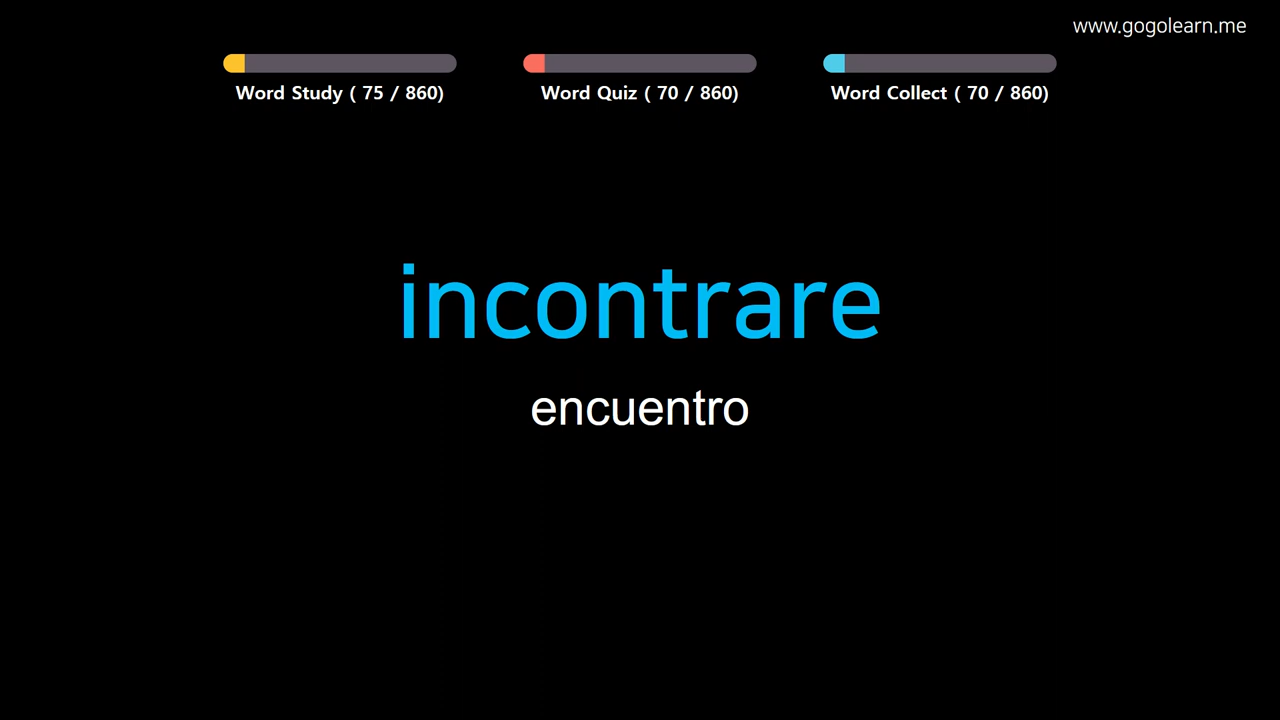 www.gogolearn.me
Word Study ( 75 / 860)
Word Quiz ( 70 / 860)
Word Collect ( 70 / 860)
incontrare
encuentro